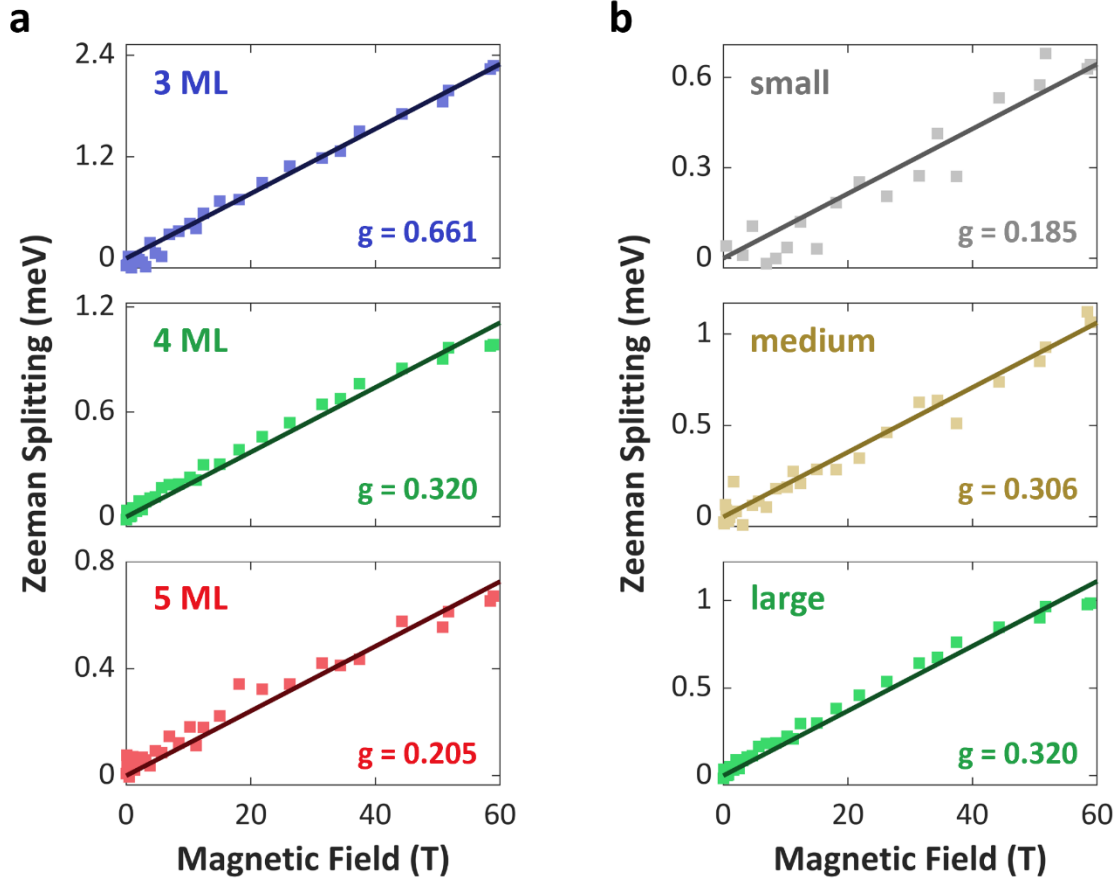 a
Zeeman Splitting (meV)
2.4
1.2
0
3 ML
g = 0.661
1.2
0.6
0
4 ML
g = 0.320
0.8
0.4
0
5 ML
g = 0.205
0
20
40
60
Magnetic Field (T)
b
Zeeman Splitting (meV)
0.6
0.3
0
small
g = 0.185
1
0.5
0
medium
g = 0.306
1
0.5
0
large
g = 0.320
0
20
40
60
Magnetic Field (T)